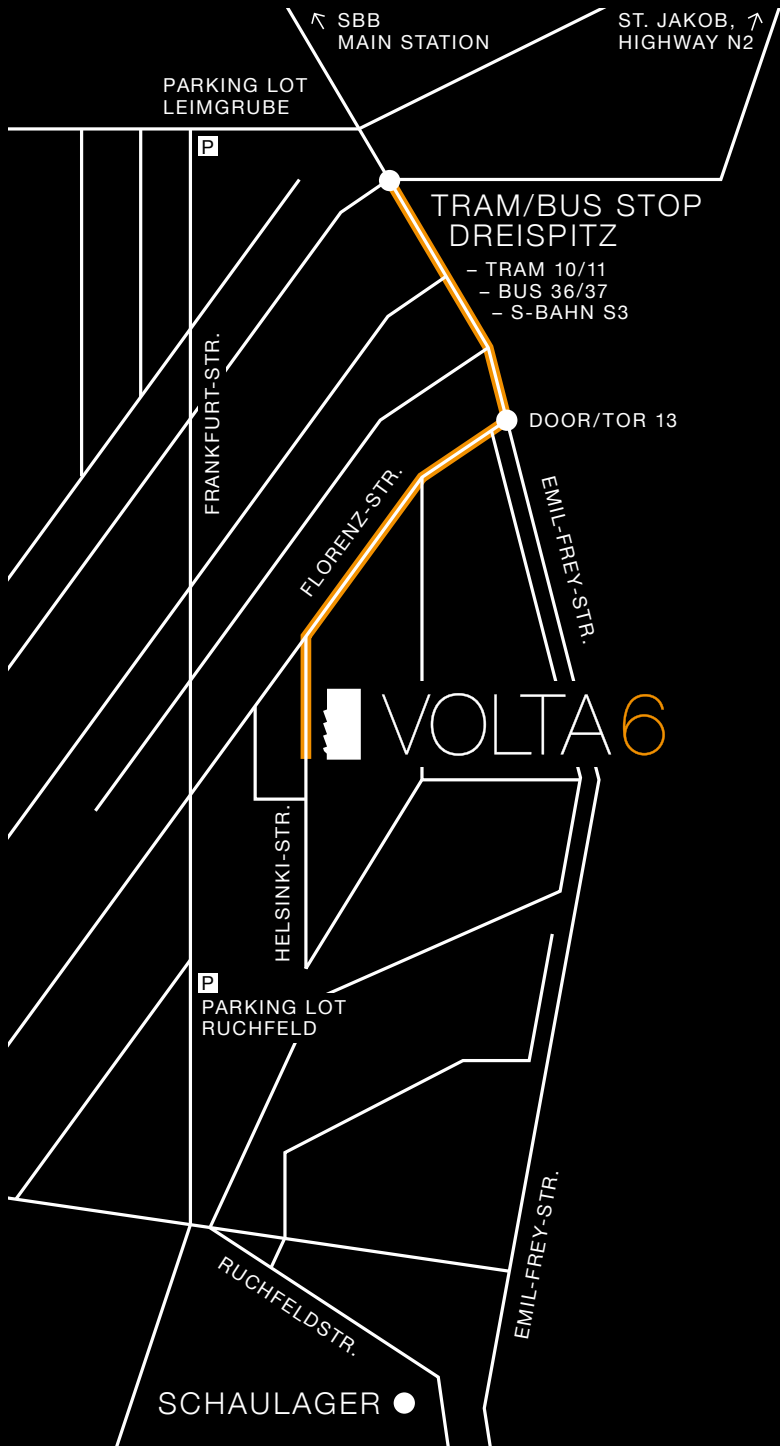 SBB
MAIN STATION
ST. JAKOB,
HIGHWAY N2
PARKING LOT
LEIMGRUBE
P
TRAM/BUS STOP
DREISPITZ
– TRAM 10/11
– BUS 36/37
– S-BAHN S3
FRANKFURT-STR.
DOOR/TOR 13
FLORENZ-STR.
EMIL-FREY-STR.
VOLTA6
HELSINKI-STR.
P
PARKING LOT
RUCHFELD
EMIL-FREY-STR.
RUCHFELDSTR.
SCHAULAGER